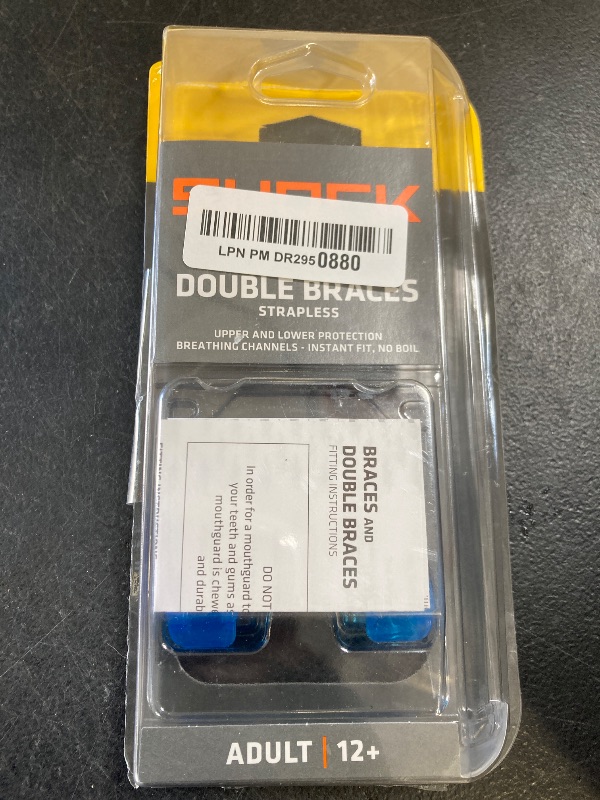 SHOCK
LPN PM DR2950880
DOUBLE BRACES
STRAPLESS
UPPER AND LOWER PROTECTION
BREATHING CHANNELS - INSTANT FIT, NO BOIL
BRACES AND
DOUBLE BRACES
FITTING INSTRUCTIONS
DO NOT
In order for a mouthguard to
your teeth and gums as
mouthguard is chewe
and durab
ADULT | 12+